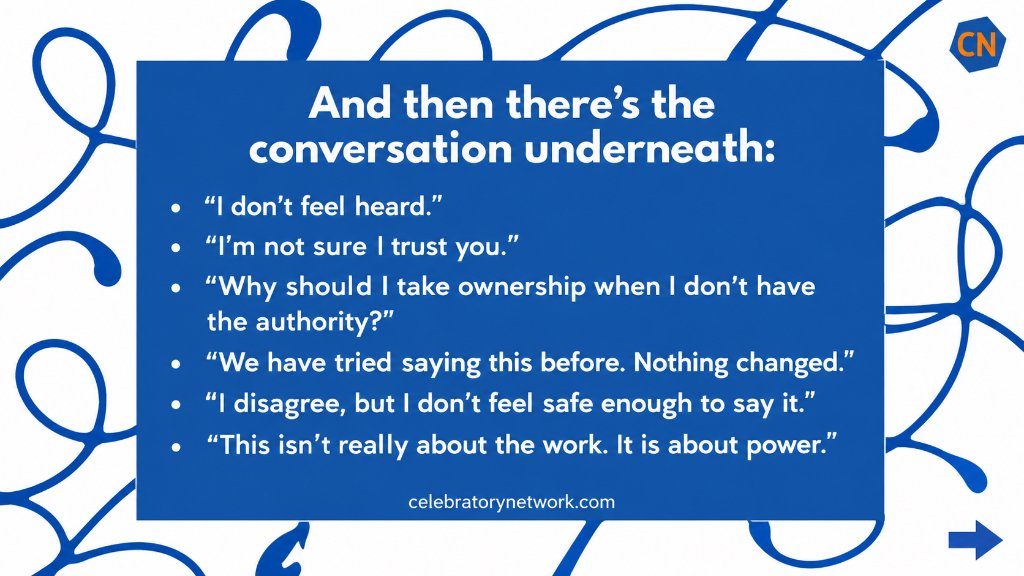 CN
And then there’s the
conversation underneath:
• “I don’t feel heard.”
• “I’m not sure I trust you.”
• “Why should I take ownership when I don’t have
the authority?”
• “We have tried saying this before. Nothing changed.”
• “I disagree, but I don’t feel safe enough to say it.”
• “This isn’t really about the work. It is about power.”
celebratorynetwork.com